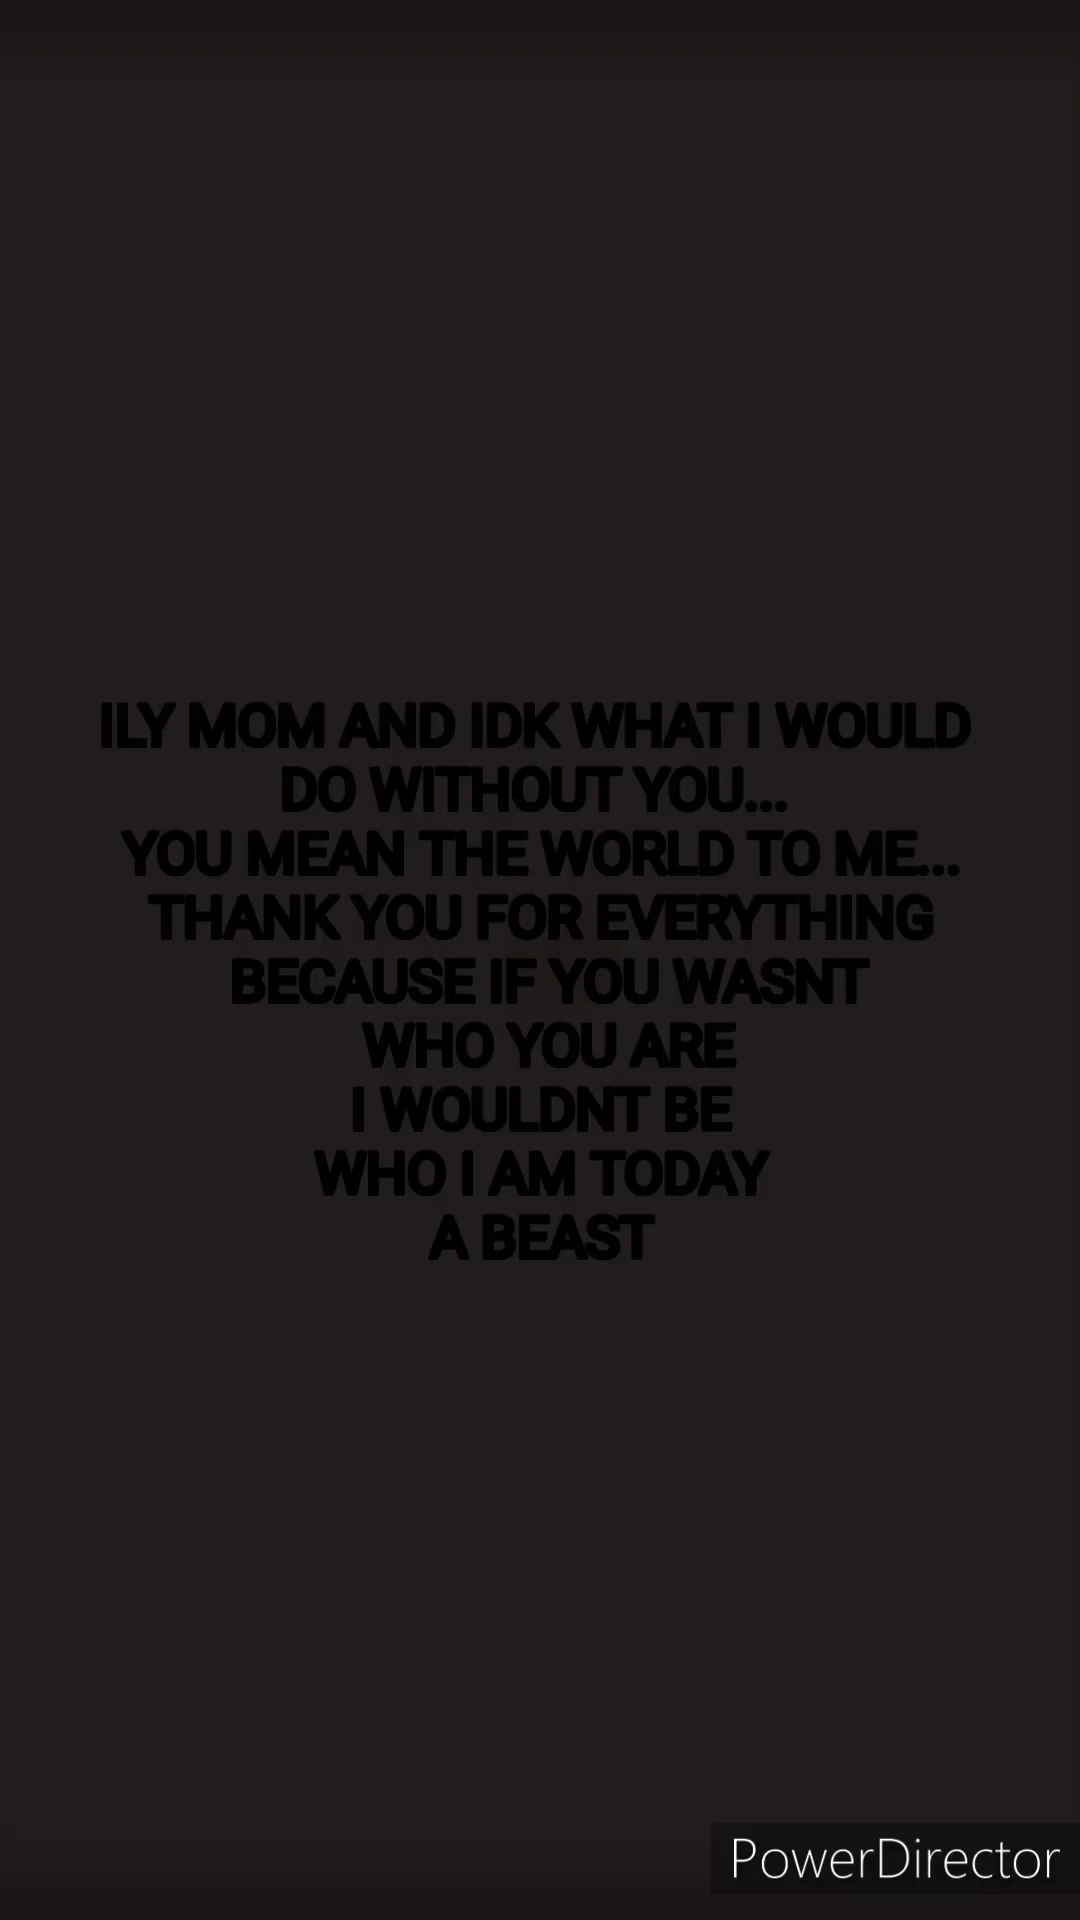 ILY MOM AND IDK WHAT I WOULD
DO WITHOUT YOU...
YOU MEAN THE WORLD TO ME...
THANK YOU FOR EVERYTHING
BECAUSE IF YOU WASNT
WHO YOU ARE
I WOULDNT BE
WHO I AM TODAY
A BEAST
PowerDirector